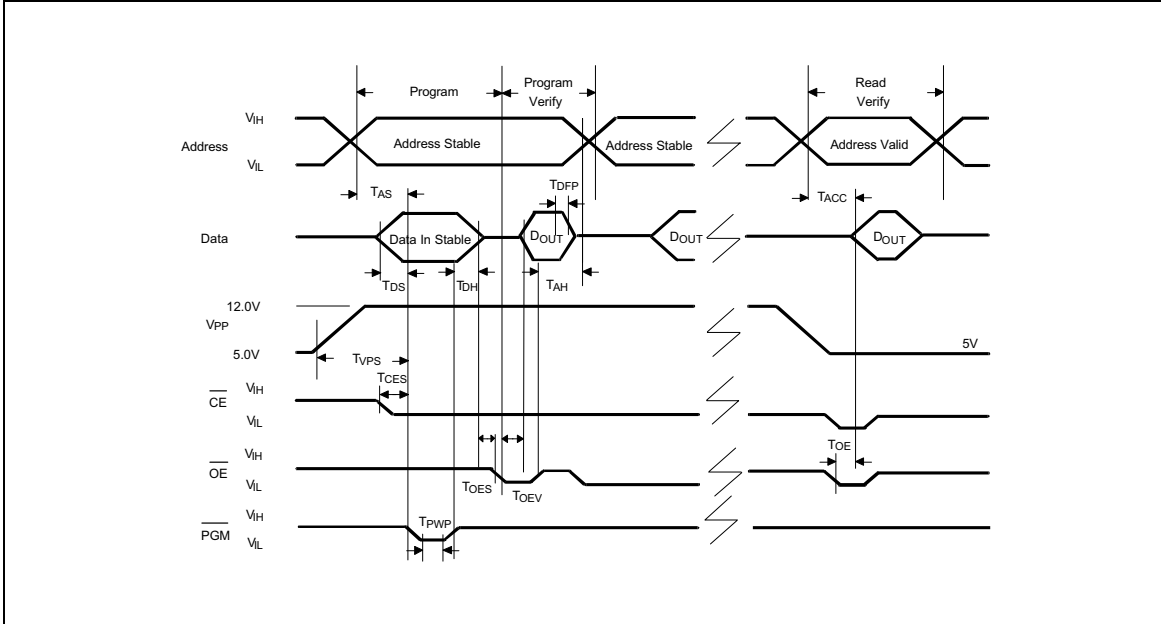 Program
Program
Verify
Read
Verify
Address
VIH
VIL
Address Stable
Address Stable
Address Valid
TAS
TDFP
TACC
Data
Data In Stable
DOUT
DOUT
DOUT
TDS
TDH
TAH
12.0V
VPP
5.0V
5V
TVPS
TCES
CE
VIH
VIL
OE
VIH
VIL
TOES
TOEV
TOE
PGM
VIH
VIL
TPWP